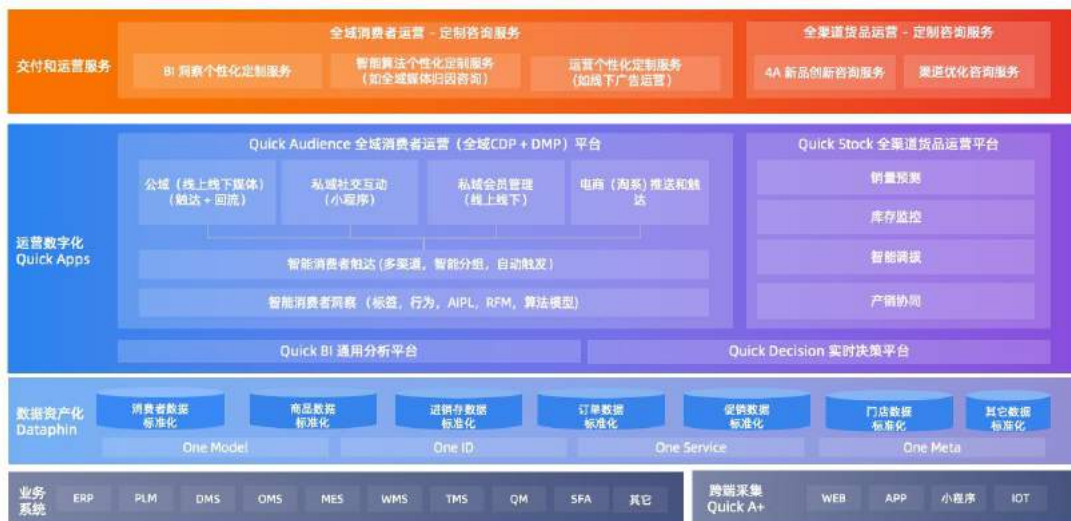 交付和运营服务
全域消费者运营 - 定制咨询服务
BI 洞察个性化定制服务
智能算法个性化定制服务
(如全域媒体归因咨询)
运营个性化定制服务
(如线下广告运营)
全渠道货品运营 - 定制咨询服务
4A 新品创新咨询服务
渠道优化咨询服务
运营数字化
Quick Apps
Quick Audience 全域消费者运营（全域CDP + DMP）平台
公域（线上线下媒体）
(触达 + 回流)
私域社交互动
(小程序)
私域会员管理
(线上线下)
电商（淘系) 推送和触
达
智能消费者触达 (多渠道，智能分组，自动触发)
智能消费者洞察（标签，行为，AIPL，RFM，算法模型)
Quick Stock 全渠道货品运营平台
销量预测
库存监控
智能调拨
产销协同
Quick BI 通用分析平台
Quick Decision 实时决策平台
数据资产化
Dataphin
消费者数据
标准化
商品数据
标准化
进销存数据
标准化
订单数据
标准化
促销数据
标准化
门店数据
标准化
其它数据
标准化
One Model
One ID
One Service
One Meta
业务
系统
ERP
PLM
DMS
OMS
MES
WMS
TMS
QM
SFA
其它
跨端采集
Quick A+
WEB
APP
小程序
IOT